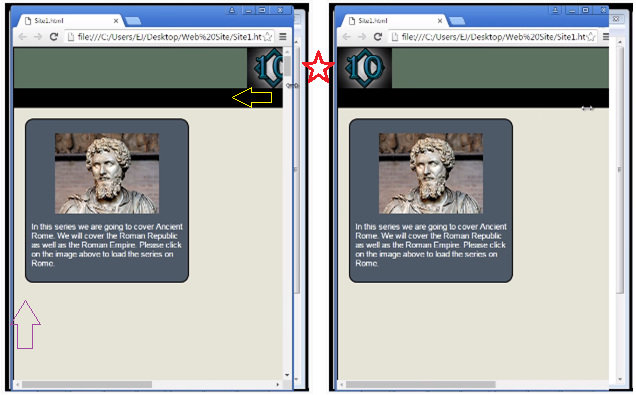 Site1.html
file:///C:/Users/EJ/Desktop/Web%20Site/Site1.ht
10
In this series we are going to cover Ancient
Rome. We will cover the Roman Republic
as well as the Roman Empire. Please click
on the image above to load the series on
Rome.
Site1.html
file:///C:/Users/EJ/Desktop/Web%20Site/Site1.ht
10
In this series we are going to cover Ancient
Rome. We will cover the Roman Republic
as well as the Roman Empire. Please click
on the image above to load the series on
Rome.